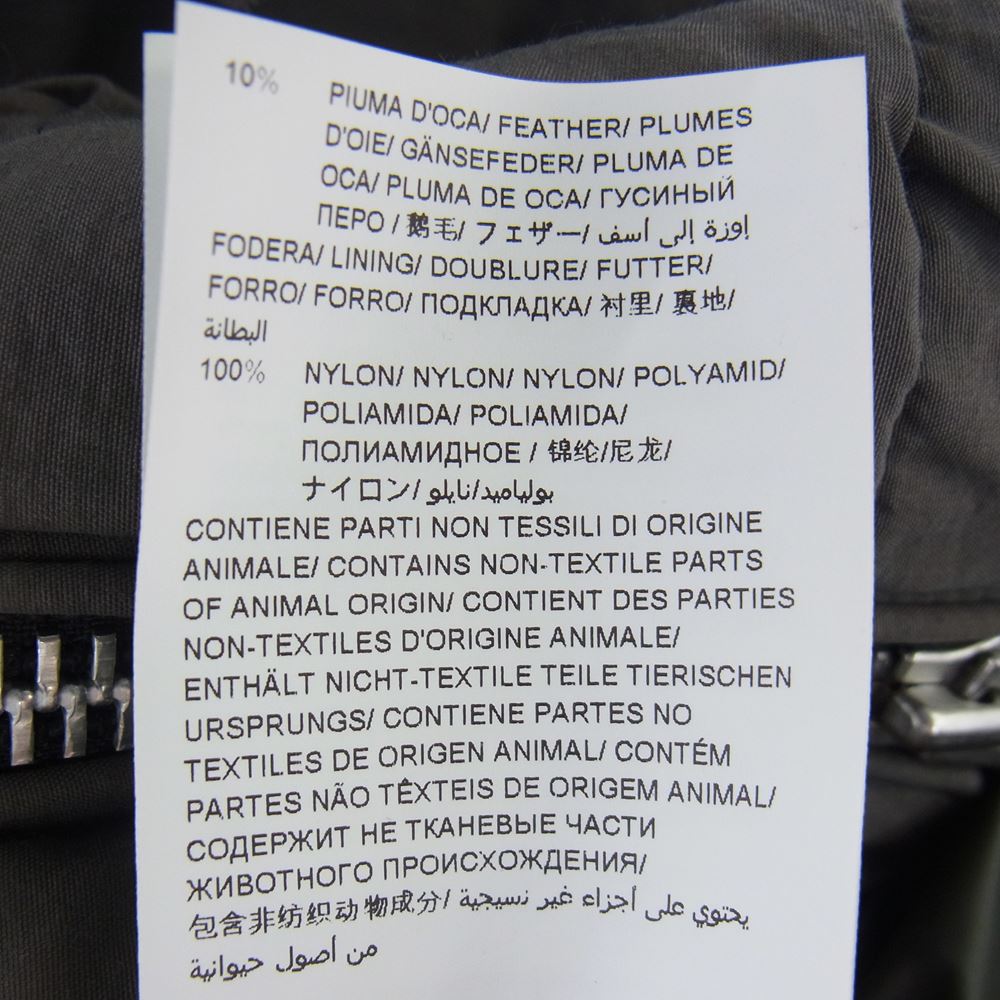 10% PIUMA D'OCA/ FEATHER/ PLUMES
D'OIE/ GÄNSEFEDER/ PLUMA DE
OCA/ PLUMA DE OCA/ ГУСИНЫЙ
ПЕРО / 鹅毛/ フェザー/ إوزة إلى أسف
FODERA/ LINING/ DOUBLURE/ FUTTER/
FORRO/ FORRO/ ПОДКЛАДКА/ 衬里/ 裏地/
البطانة
100% NYLON/ NYLON/ NYLON/ POLYAMID/
POLIAMIDA/ POLIAMIDA/
ПОЛИАМИДНОЕ / 锦纶/尼龙/
ナイロン/ بولياميد/نايلو
CONTIENE PARTI NON TESSILI DI ORIGINE
ANIMALE/ CONTAINS NON-TEXTILE PARTS
OF ANIMAL ORIGIN/ CONTIENT DES PARTIES
NON-TEXTILES D'ORIGINE ANIMALE/
ENTHÄLT NICHT-TEXTILE TEILE TIERISCHEN
URSPRUNGS/ CONTIENE PARTES NO
TEXTILES DE ORIGEN ANIMAL/ CONTÉM
PARTES NÃO TÊXTEIS DE ORIGEM ANIMAL/
СОДЕРЖИТ НЕ ТКАНЕВЫЕ ЧАСТИ
ЖИВОТНОГО ПРОИСХОЖДЕНИЯ/
包含非纺织动物成分/ يحتوي على أجزاء غير نسيجية
من أصول حيوانية